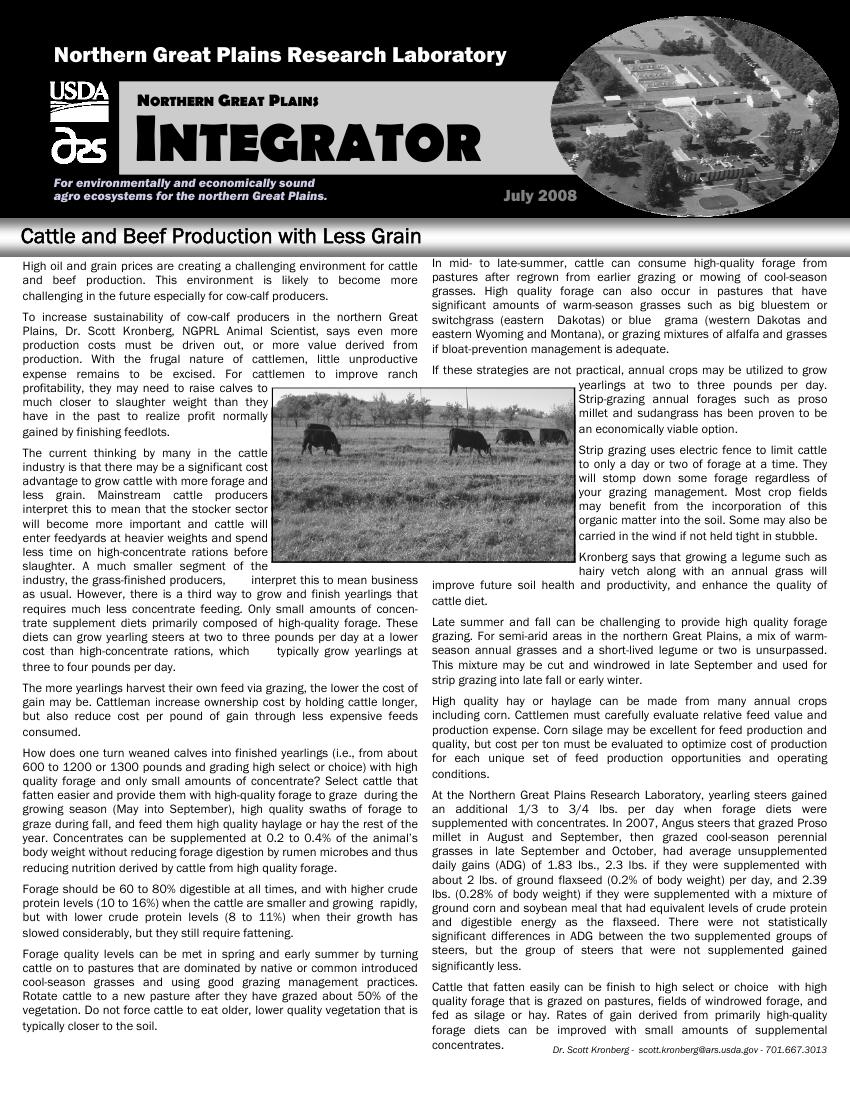 Northern Great Plains Research Laboratory
USDA
ars
NORTHERN GREAT PLAINS
INTEGRATOR
For environmentally and economically sound
agro ecosystems for the northern Great Plains.
July 2008
Cattle and Beef Production with Less Grain
High oil and grain prices are creating a challenging environment for cattle
and beef production. This environment is likely to become more
challenging in the future especially for cow-calf producers.
To increase sustainability of cow-calf producers in the northern Great
Plains, Dr. Scott Kronberg, NGPRL Animal Scientist, says even more
production costs must be driven out, or more value derived from
production. With the frugal nature of cattlemen, little unproductive
expense remains to be excised. For cattlemen to improve ranch
profitability, they may need to raise calves to
much closer to slaughter weight than they
have in the past to realize profit normally
gained by finishing feedlots.
The current thinking by many in the cattle
industry is that there may be a significant cost
advantage to grow cattle with more forage and
less grain. Mainstream cattle producers
interpret this to mean that the stocker sector
will become more important and cattle will
enter feedyards at heavier weights and spend
less time on high-concentrate rations before
slaughter. A much smaller segment of the
industry, the grass-finished producers, interpret this to mean business
as usual. However, there is a third way to grow and finish yearlings that
requires much less concentrate feeding. Only small amounts of concen-
trate supplement diets primarily composed of high-quality forage. These
diets can grow yearling steers at two to three pounds per day at a lower
cost than high-concentrate rations, which typically grow yearlings at
three to four pounds per day.
The more yearlings harvest their own feed via grazing, the lower the cost of
gain may be. Cattleman increase ownership cost by holding cattle longer,
but also reduce cost per pound of gain through less expensive feeds
consumed.
How does one turn weaned calves into finished yearlings (i.e., from about
600 to 1200 or 1300 pounds and grading high select or choice) with high
quality forage and only small amounts of concentrate? Select cattle that
fatten easier and provide them with high-quality forage to graze during the
growing season (May into September), high quality swaths of forage to
graze during fall, and feed them high quality haylage or hay the rest of the
year. Concentrates can be supplemented at 0.2 to 0.4% of the animal's
body weight without reducing forage digestion by rumen microbes and thus
reducing nutrition derived by cattle from high quality forage.
Forage should be 60 to 80% digestible at all times, and with higher crude
protein levels (10 to 16%) when the cattle are smaller and growing rapidly,
but with lower crude protein levels (8 to 11%) when their growth has
slowed considerably, but they still require fattening.
Forage quality levels can be met in spring and early summer by turning
cattle on to pastures that are dominated by native or common introduced
cool-season grasses and using good grazing management practices.
Rotate cattle to a new pasture after they have grazed about 50% of the
vegetation. Do not force cattle to eat older, lower quality vegetation that is
typically closer to the soil.
In mid- to late-summer, cattle can consume high-quality forage from
pastures after regrown from earlier grazing or mowing of cool-season
grasses. High quality forage can also occur in pastures that have
significant amounts of warm-season grasses such as big bluestem or
switchgrass (eastern Dakotas) or blue grama (western Dakotas and
eastern Wyoming and Montana), or grazing mixtures of alfalfa and grasses
if bloat-prevention management is adequate.
If these strategies are not practical, annual crops may be utilized to grow
yearlings at two to three pounds per day.
Strip-grazing annual forages such as proso
millet and sudangrass has been proven to be
an economically viable option.
Strip grazing uses electric fence to limit cattle
to only a day or two of forage at a time. They
will stomp down some forage regardless of
your grazing management. Most crop fields
may benefit from the incorporation of this
organic matter into the soil. Some may also be
carried in the wind if not held tight in stubble.
Kronberg says that growing a legume such as
hairy vetch along with an annual grass will
improve future soil health and productivity, and enhance the quality of
cattle diet.
Late summer and fall can be challenging to provide high quality forage
grazing. For semi-arid areas in the northern Great Plains, a mix of warm-
season annual grasses and a short-lived legume or two is unsurpassed.
This mixture may be cut and windrowed in late September and used for
strip grazing into late fall or early winter.
High quality hay or haylage can be made from many annual crops
including corn. Cattlemen must carefully evaluate relative feed value and
production expense. Corn silage may be excellent for feed production and
quality, but cost per ton must be evaluated to optimize cost of production
for each unique set of feed production opportunities and operating
conditions.
At the Northern Great Plains Research Laboratory, yearling steers gained
an additional 1/3 to 3/4 lbs. per day when forage diets were
supplemented with concentrates. In 2007, Angus steers that grazed Proso
millet in August and September, then grazed cool-season perennial
grasses in late September and October, had average unsupplemented
daily gains (ADG) of 1.83 lbs., 2.3 lbs. if they were supplemented with
about 2 lbs. of ground flaxseed (0.2% of body weight) per day, and 2.39
lbs. (0.28% of body weight) if they were supplemented with a mixture of
ground corn and soybean meal that had equivalent levels of crude protein
and digestible energy as the flaxseed. There were not statistically
significant differences in ADG between the two supplemented groups of
steers, but the group of steers that were not supplemented gained
significantly less.
Cattle that fatten easily can be finish to high select or choice with high
quality forage that is grazed on pastures, fields of windrowed forage, and
fed as silage or hay. Rates of gain derived from primarily high-quality
forage diets can be improved with small amounts of supplemental
concentrates.
Dr. Scott Kronberg - scott.kronberg@ars.usda.gov - 701.667.3013